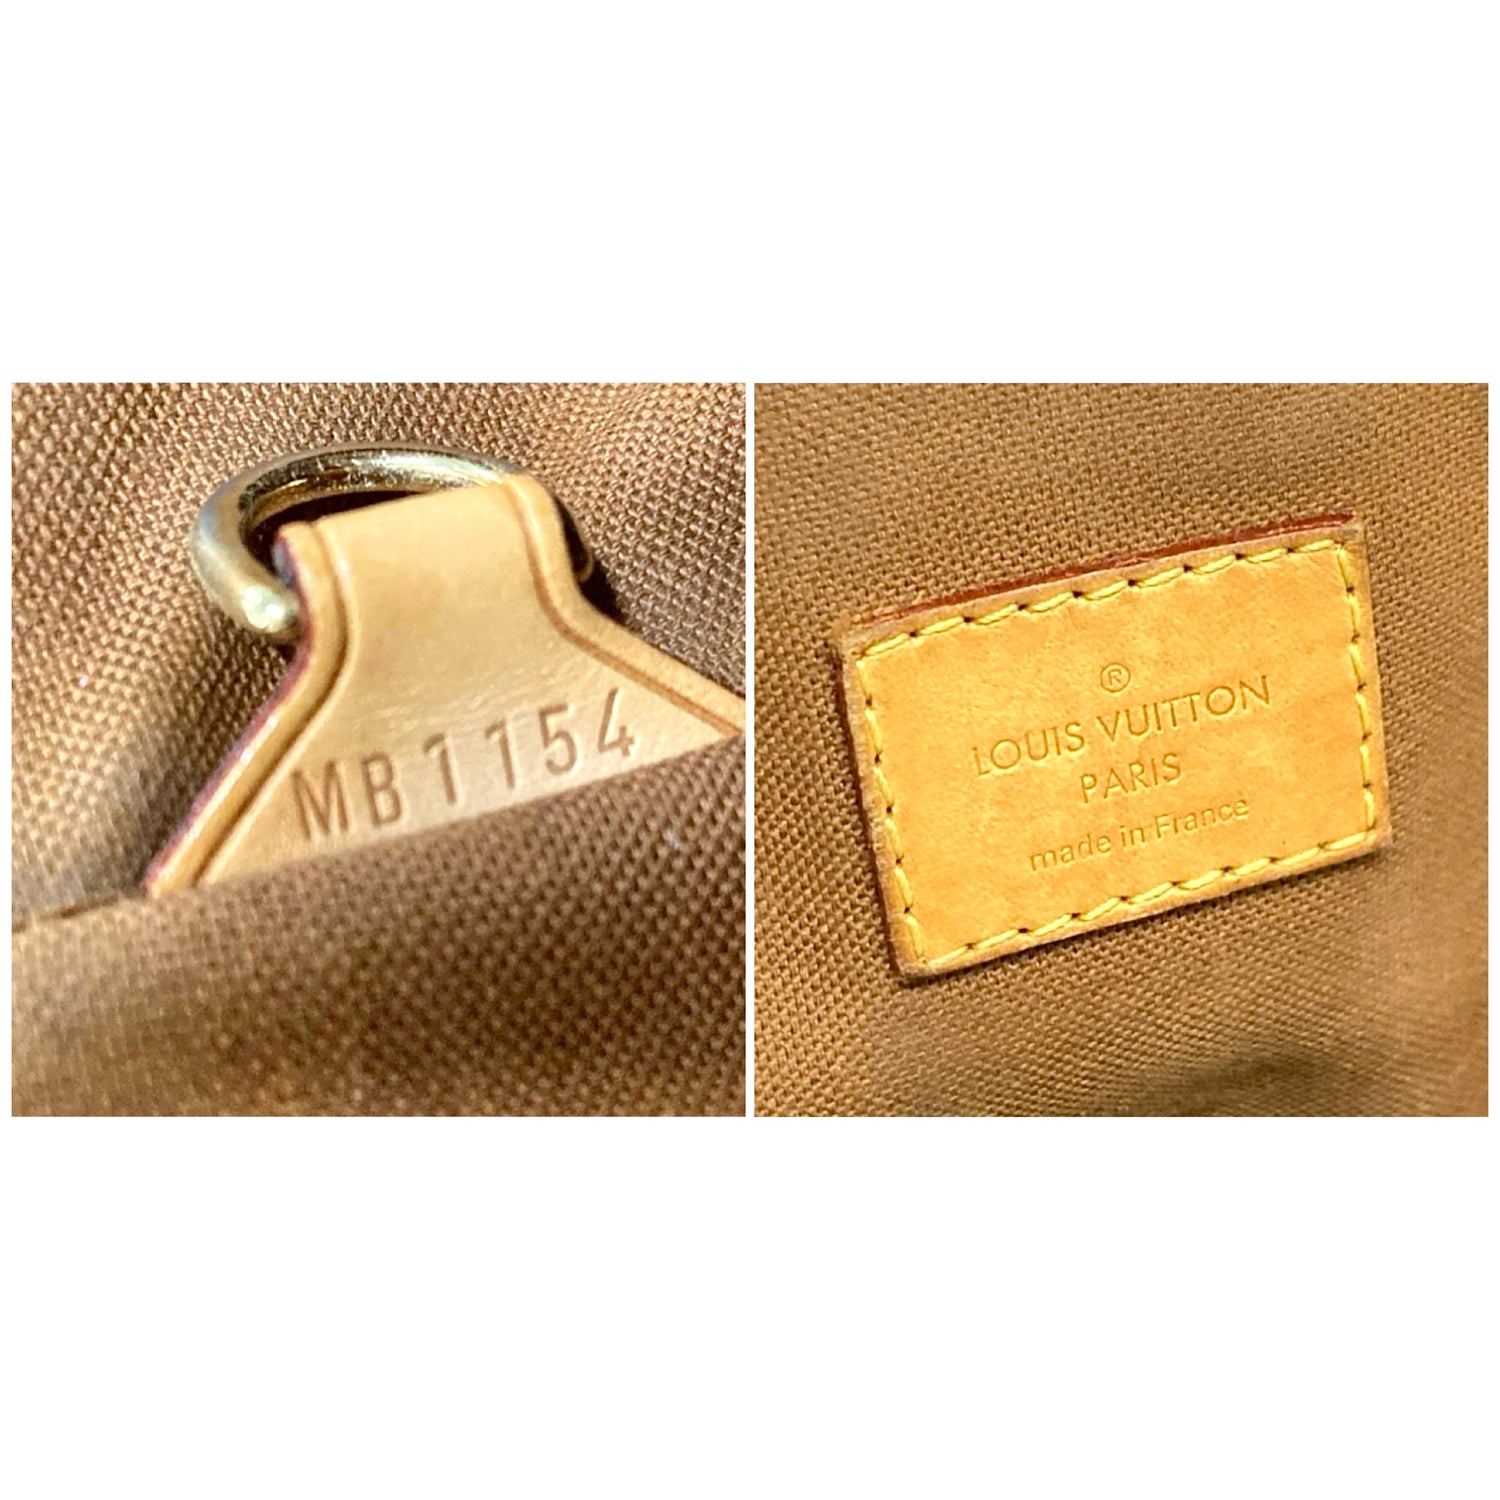 MB1154
®
LOUIS VUITTON
PARIS
made in France